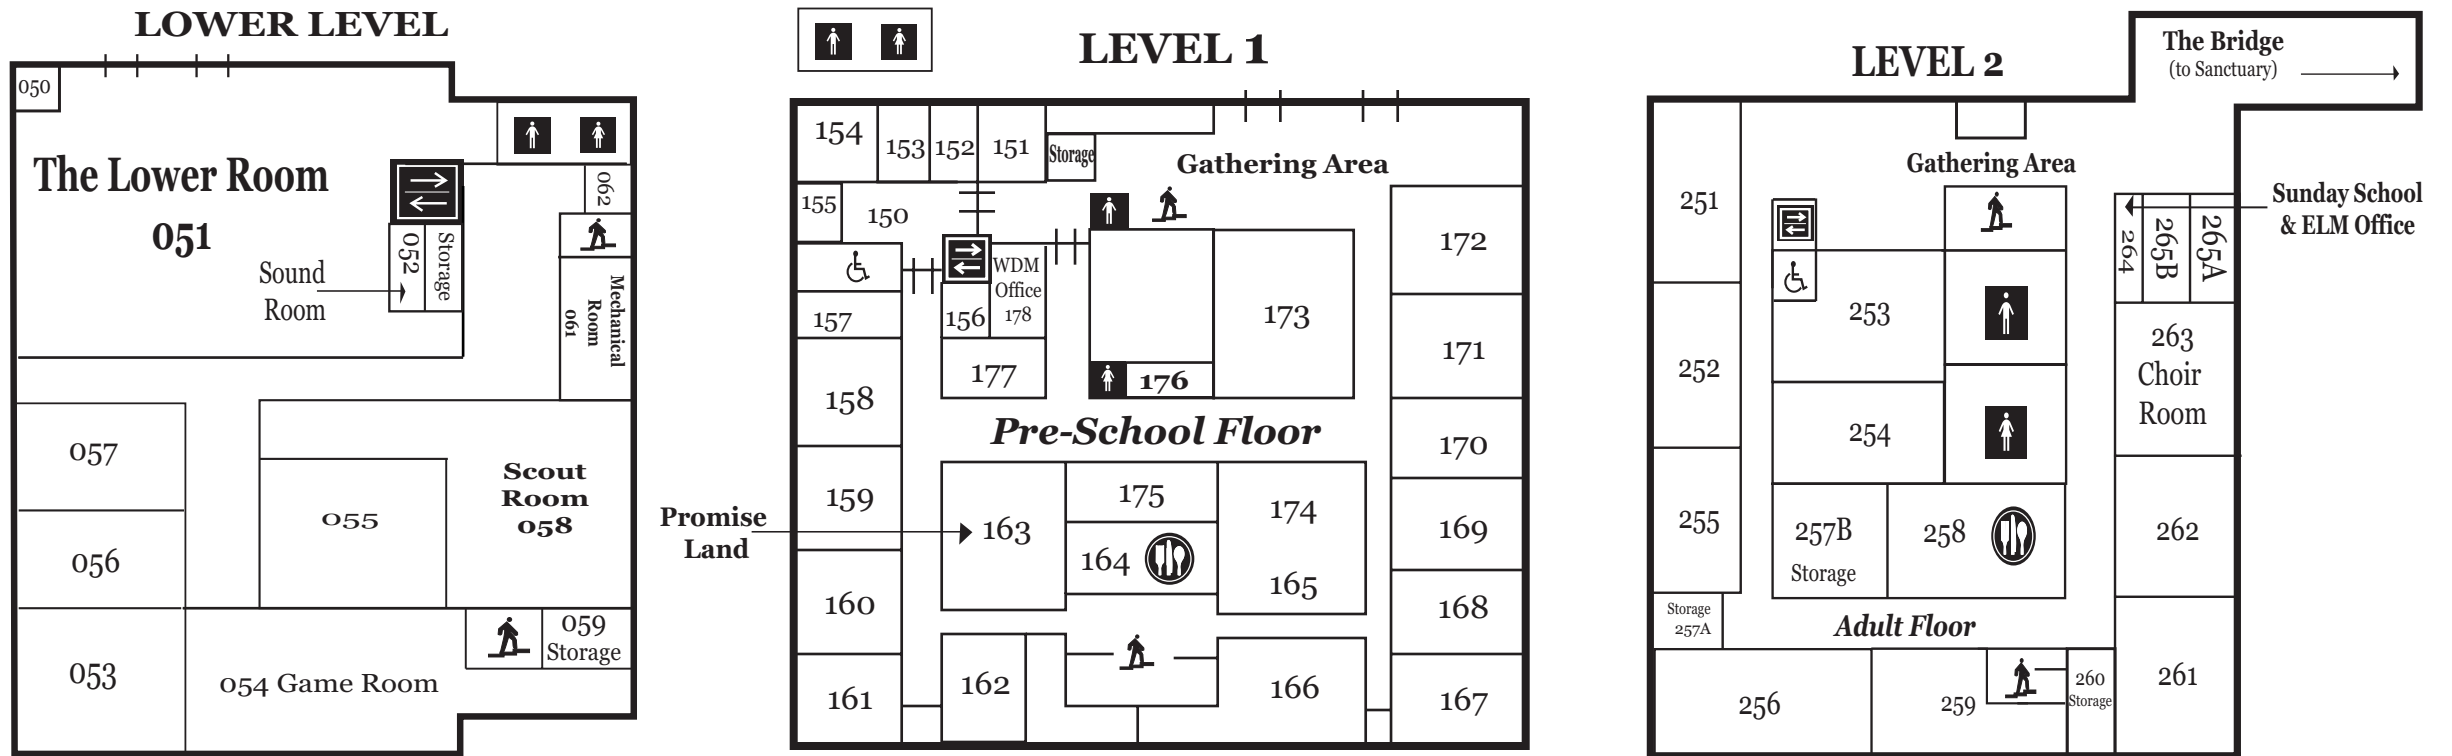 LOWER LEVEL
050
The Lower Room
051
Sound
Room
052
Storage
062
Mechanical
Room
061
057
056
055
Scout
Room
058
053
054 Game Room
059
Storage
LEVEL 1
154
153
152
151
Storage
Gathering Area
155
150
WDM
Office
178
156
157
177
158
159
160
161
173
176
172
171
170
169
168
167
Pre-School Floor
Promise
Land
163
175
164
174
165
162
166
LEVEL 2
The Bridge
(to Sanctuary)
Gathering Area
251
252
255
253
254
257B
Storage
258
Storage
257A
Adult Floor
256
259
260
Storage
264
265B
265A
Sunday School
& ELM Office
263
Choir
Room
262
261